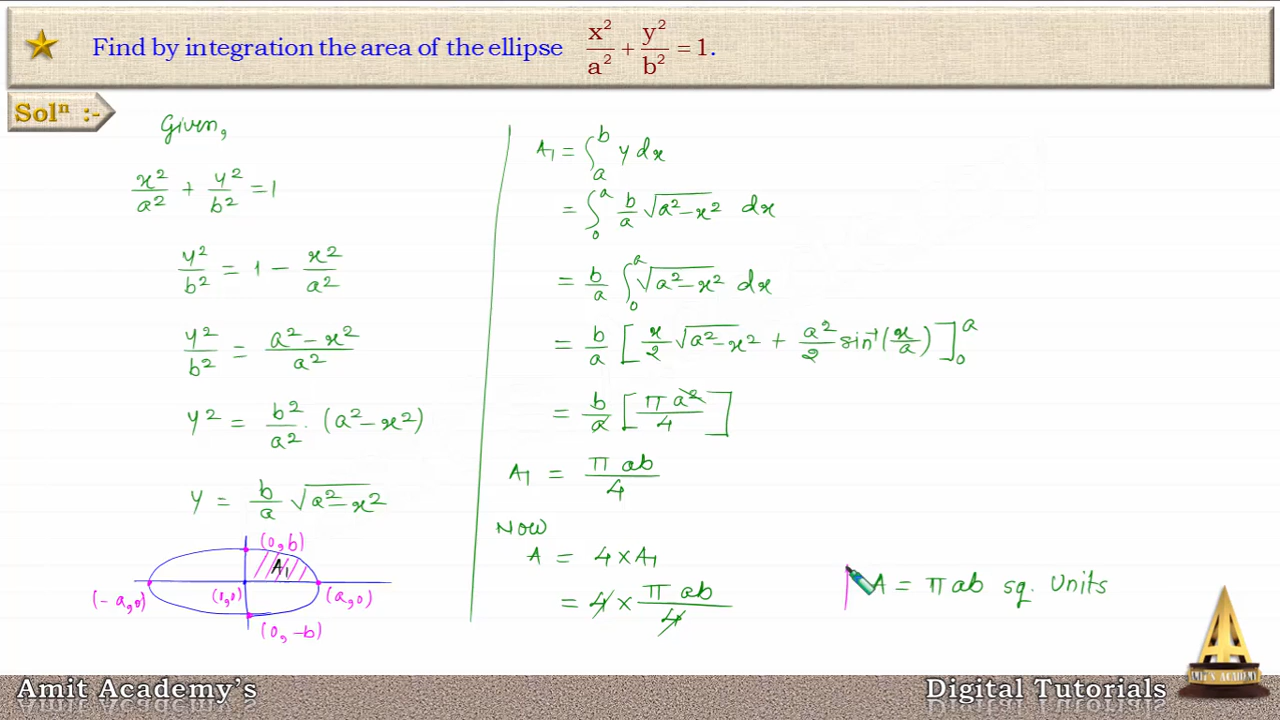 Find by integration the area of the ellipse x²/a² + y²/b² = 1.
Solⁿ :-
Given,
x²/a² + y²/b² = 1
y²/b² = 1 - x²/a²
y²/b² = (a² - x²)/a²
y² = b²/a² . (a² - x²)
y = b/a √(a² - x²)
(0, b)
A₁
(-a, 0)
(0,0)
(a, 0)
(0, -b)
A₁ = ∫ₐᵇ y dx
= ∫₀ᵃ b/a √(a² - x²) dx
= b/a ∫₀ᵃ √(a² - x²) dx
= b/a [ x/2 √(a² - x²) + a²/2 sin⁻¹(x/a) ]₀ᵃ
= b/a [ πa²/4 ]
A₁ = πab/4
Now
A = 4 × A₁
= 4 × πab/4
A = πab sq. units
Amit Academy's
Digital Tutorials
AMIT'S ACADEMY